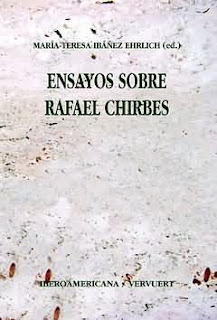 MARÍA-TERESA IBÁÑEZ EHRLICH (ed.)
ENSAYOS SOBRE
RAFAEL CHIRBES
IBEROAMERICANA · VERVUERT